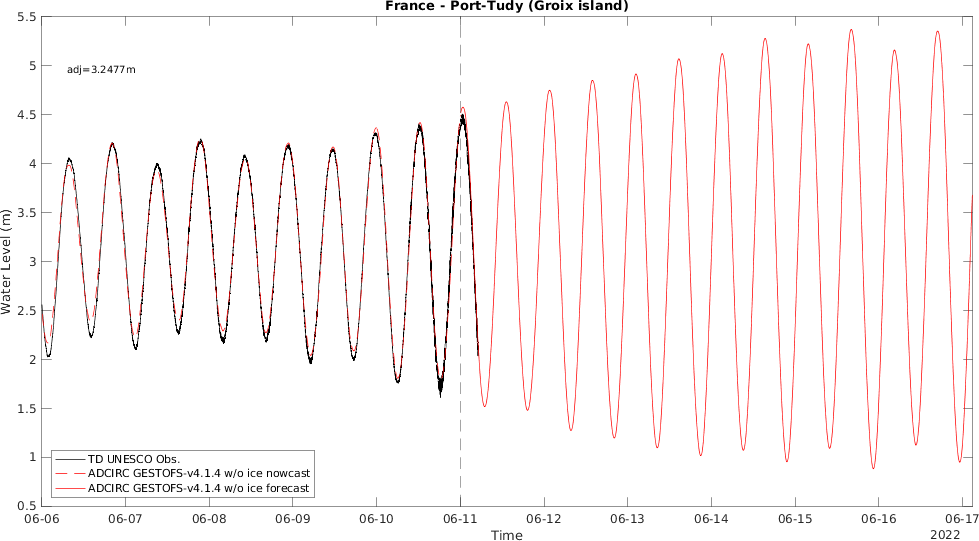 France - Port-Tudy (Groix island)
adj=3.2477m
5.5
5
4.5
4
3.5
3
2.5
2
1.5
1
0.5
Water Level (m)
TD UNESCO Obs.
ADCIRC GESTOFS-v4.1.4 w/o ice nowcast
ADCIRC GESTOFS-v4.1.4 w/o ice forecast
06-06 06-07 06-08 06-09 06-10 06-11 06-12 06-13 06-14 06-15 06-16 06-17
Time
2022